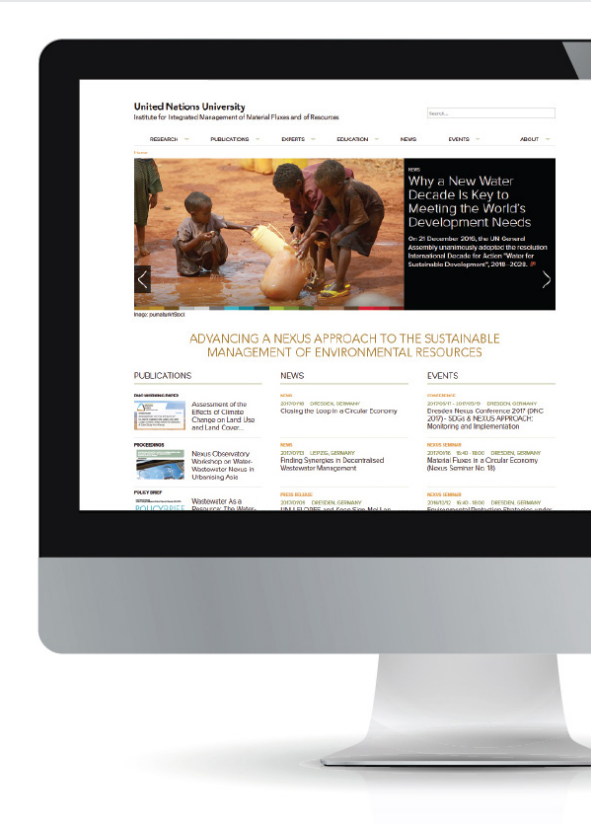 United Nations University
Institute for Integrated Management of Material Fluxes and of Resources
Search...
RESEARCH
PUBLICATIONS
EXPERTS
EDUCATION
NEWS
EVENTS
ABOUT
Home
NEWS
Why a New Water
Decade Is Key to
Meeting the World's
Development Needs
On 21 December 2016, the UN General
Assembly unanimously adopted the resolution
International Decade for Action "Water for
Sustainable Development", 2018–2028.
ADVANCING A NEXUS APPROACH TO THE SUSTAINABLE
MANAGEMENT OF ENVIRONMENTAL RESOURCES
PUBLICATIONS
Assessment of the
Effects of Climate
Change on Land Use
and Land Cover...
PROCEEDINGS
Nexus Observatory
Workshop on Water-
Wastewater Nexus in
Urbanising Asia
POLICY BRIEF
POLICY BRIEF
Wastewater As a
Resource: The Water-
NEWS
NEWS
DRESDEN, GERMANY
Closing the Loop in a Circular Economy
NEWS
LEIPZIG, GERMANY
Finding Synergies in Decentralised
Wastewater Management
PRESS RELEASE
DRESDEN, GERMANY
EVENTS
CONFERENCE
DRESDEN, GERMANY
Dresden Nexus Conference 2017 (DNC
2017) - SDGs & NEXUS APPROACH:
Monitoring and Implementation
NEXUS SEMINAR
DRESDEN, GERMANY
Material Fluxes in a Circular Economy
(Nexus Seminar No. 18)
NEXUS SEMINAR
DRESDEN, GERMANY
Environmental Protection Strategies under